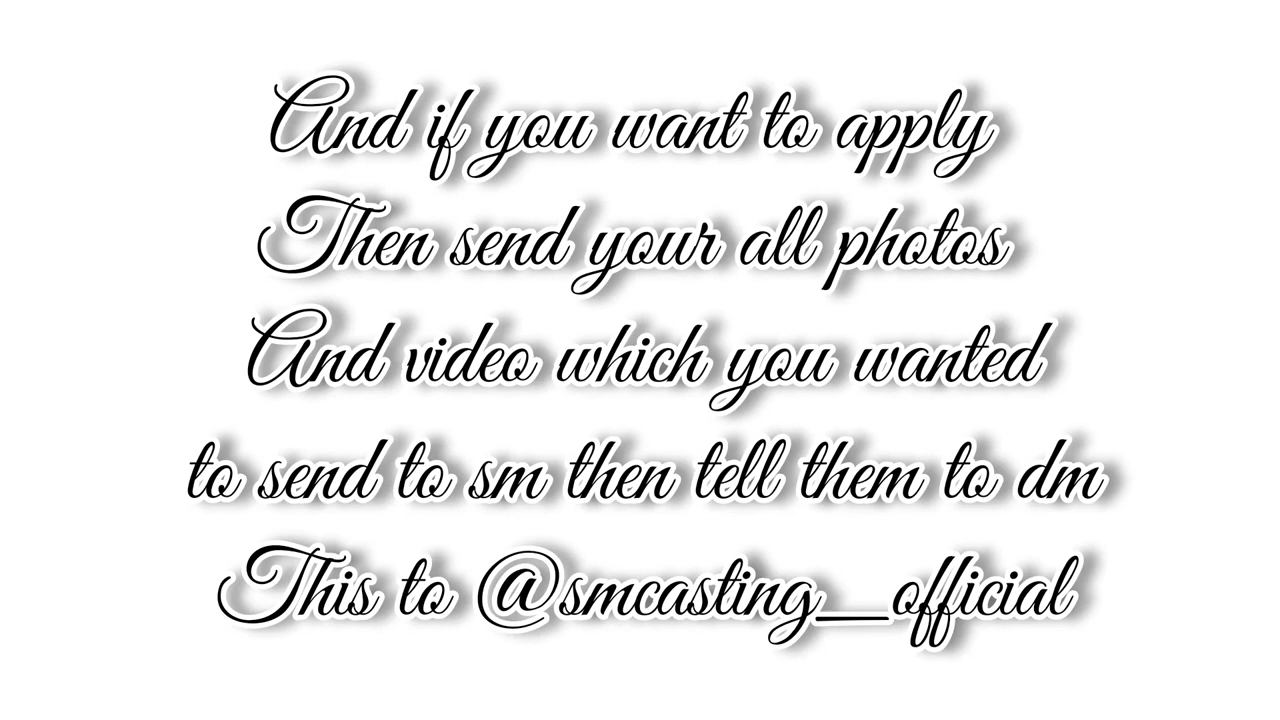 And if you want to apply
Then send your all photos
And video which you wanted
to send to sm then tell them to dm
This to @smcasting__official